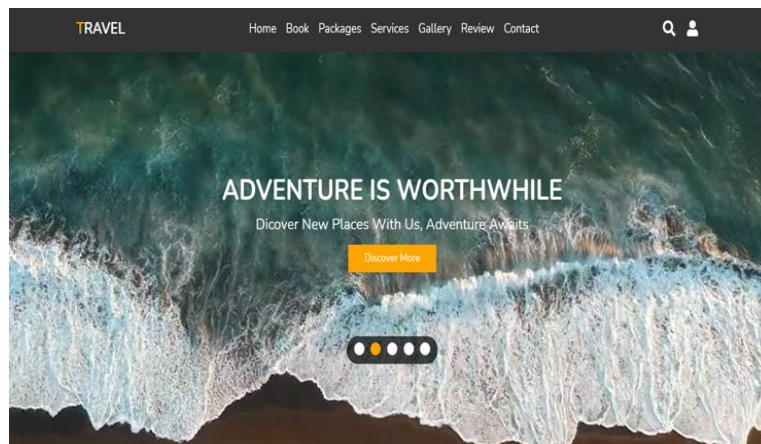 TRAVEL
Home Book Packages Services Gallery Review Contact
ADVENTURE IS WORTHWHILE
Dicover New Places With Us, Adventure Awaits
Discover More